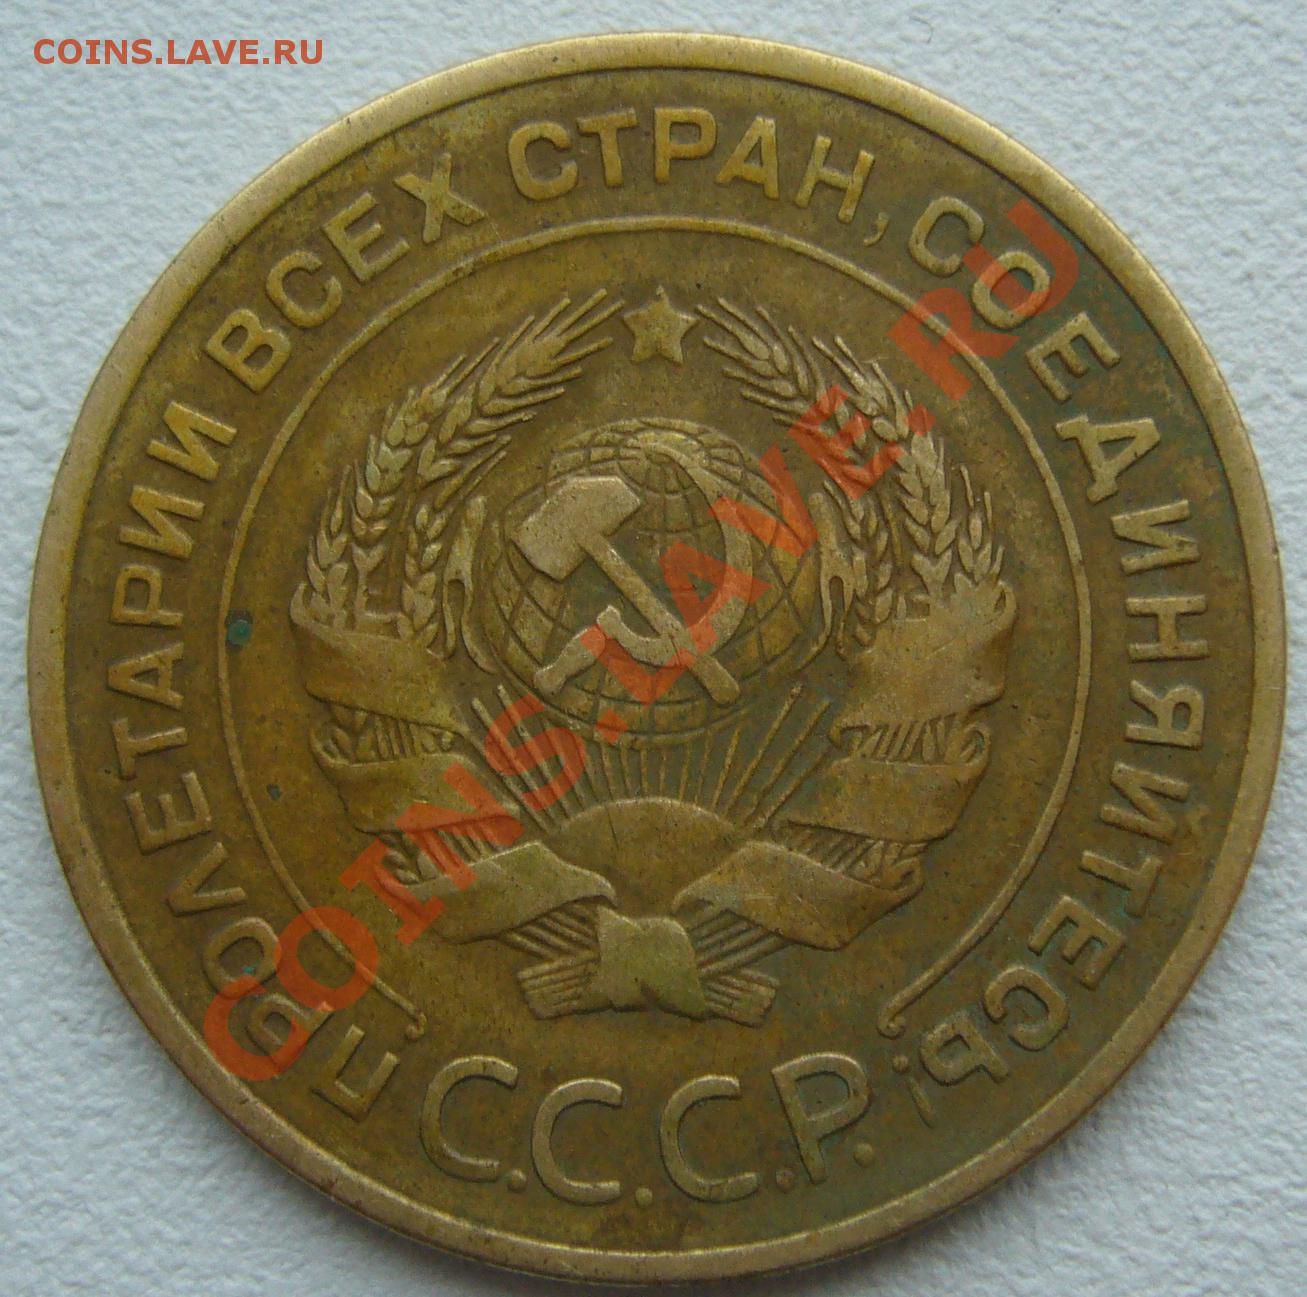 COINS.LAVE.RU
ПРОЛЕТАРИИ ВСЕХ СТРАН, СОЕДИНЯЙТЕСЬ!
COINS.LAVE.RU
С.С.С.Р.